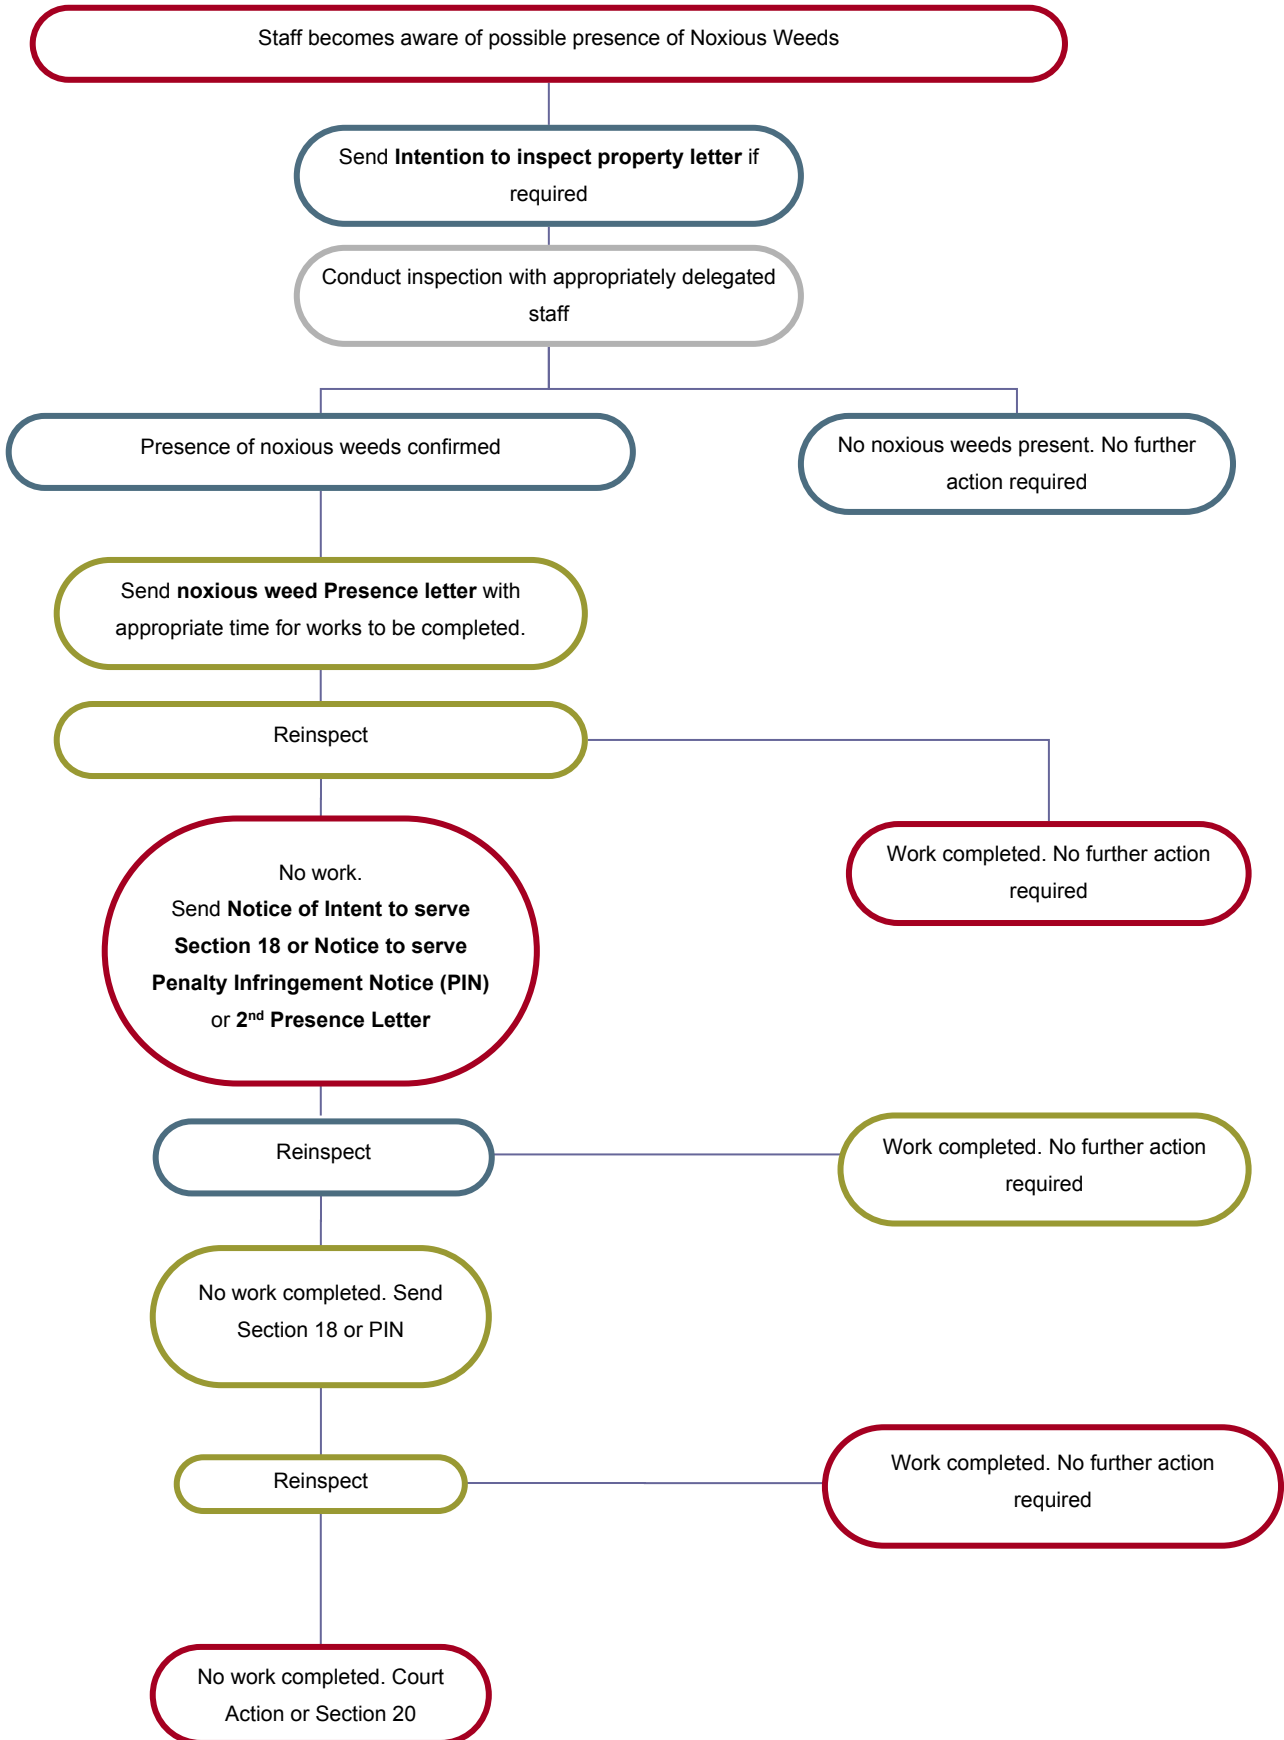 Staff becomes aware of possible presence of Noxious Weeds
Send Intention to inspect property letter if
required
Conduct inspection with appropriately delegated
staff
Presence of noxious weeds confirmed
No noxious weeds present. No further
action required
Send noxious weed Presence letter with
appropriate time for works to be completed.
Reinspect
No work.
Send Notice of Intent to serve
Section 18 or Notice to serve
Penalty Infringement Notice (PIN)
or 2nd Presence Letter
Work completed. No further action
required
Reinspect
Work completed. No further action
required
No work completed. Send
Section 18 or PIN
Reinspect
Work completed. No further action
required
No work completed. Court
Action or Section 20